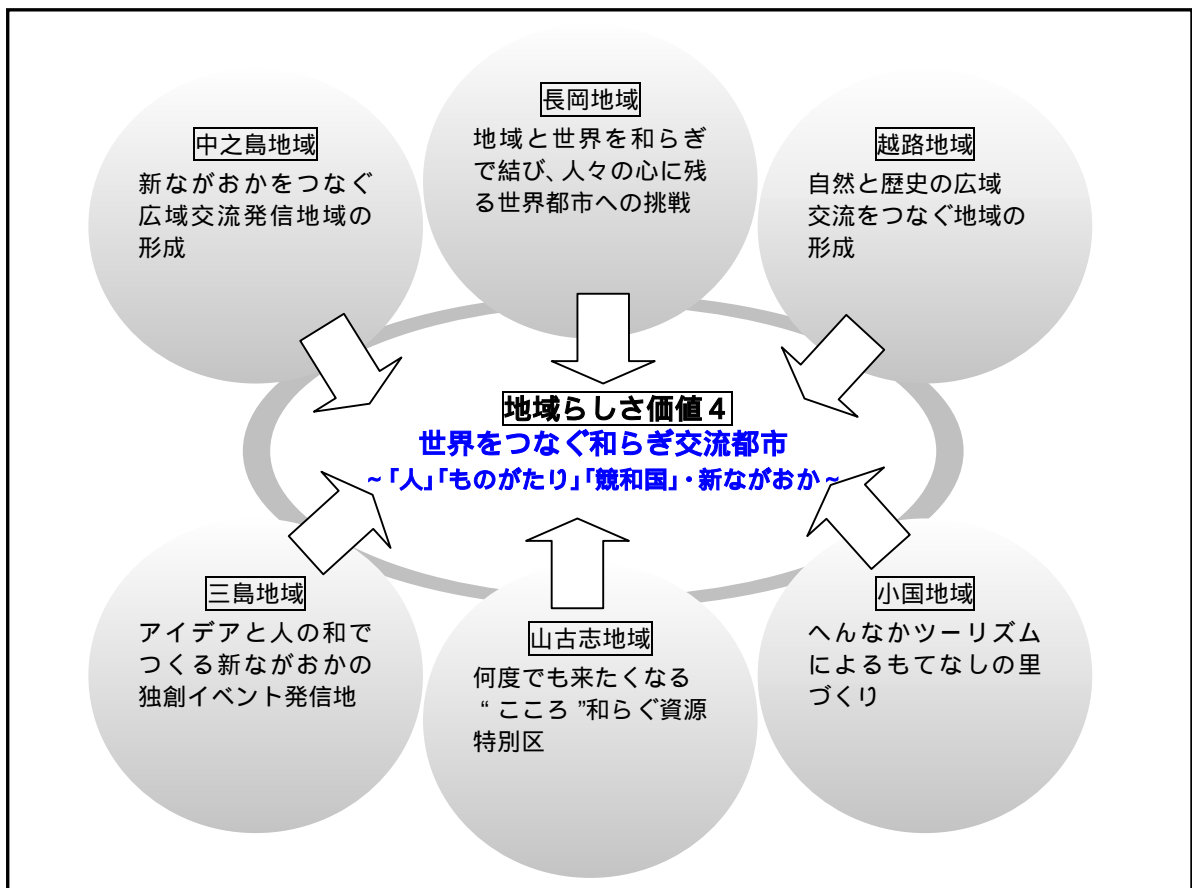 長岡地域
地域と世界を和らぎ
で結び、人々の心に残
る世界都市への挑戦
中之島地域
新ながおかをつなぐ
広域交流発信地域の
形成
越路地域
自然と歴史の広域
交流をつなぐ地域の
形成
地域らしさ価値4
世界をつなぐ和らぎ交流都市
~「人」「ものがたり」「競和国」・新ながおか~
三島地域
アイデアと人の和で
つくる新ながおかの
独創イベント発信地
山古志地域
何度でも来たくなる
“こころ”和らぐ資源
特別区
小国地域
へんなかツーリズム
によるもてなしの里
づくり